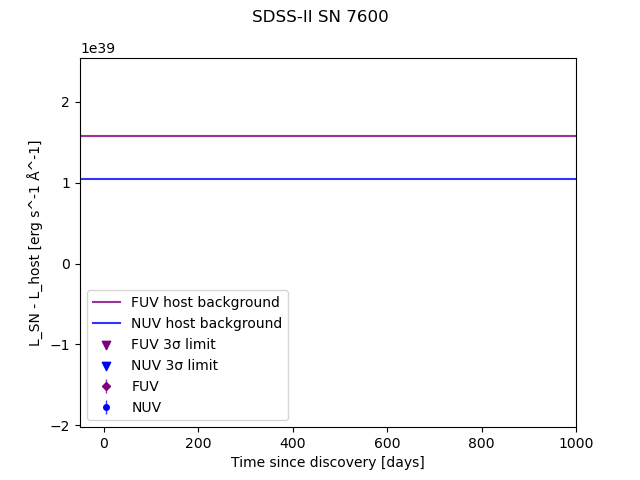 SDSS-II SN 7600
1e39
2
1
0
−1
−2
L_SN - L_host [erg s^-1 Å^-1]
FUV host background
NUV host background
FUV 3σ limit
NUV 3σ limit
FUV
NUV
0 200 400 600 800 1000
Time since discovery [days]